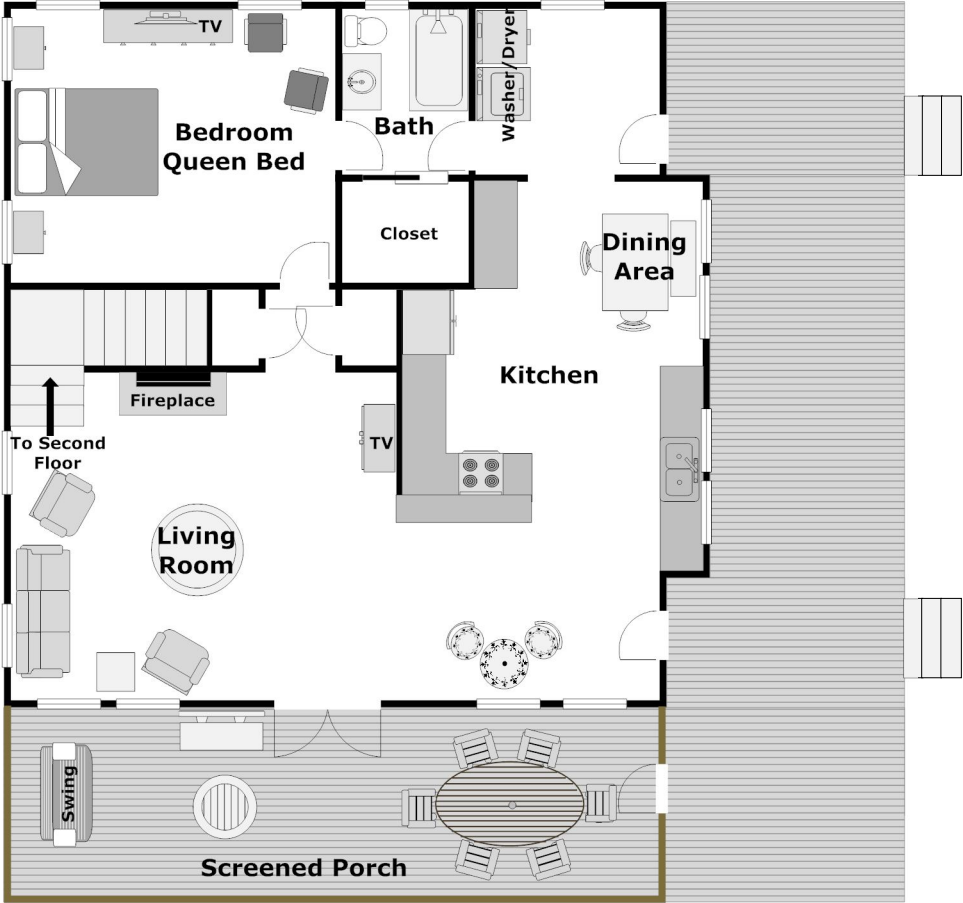 TV
Washer/Dryer
Bath
Bedroom
Queen Bed
Closet
Dining
Area
Kitchen
Fireplace
To Second
Floor
TV
Living
Room
Swing
Screened Porch